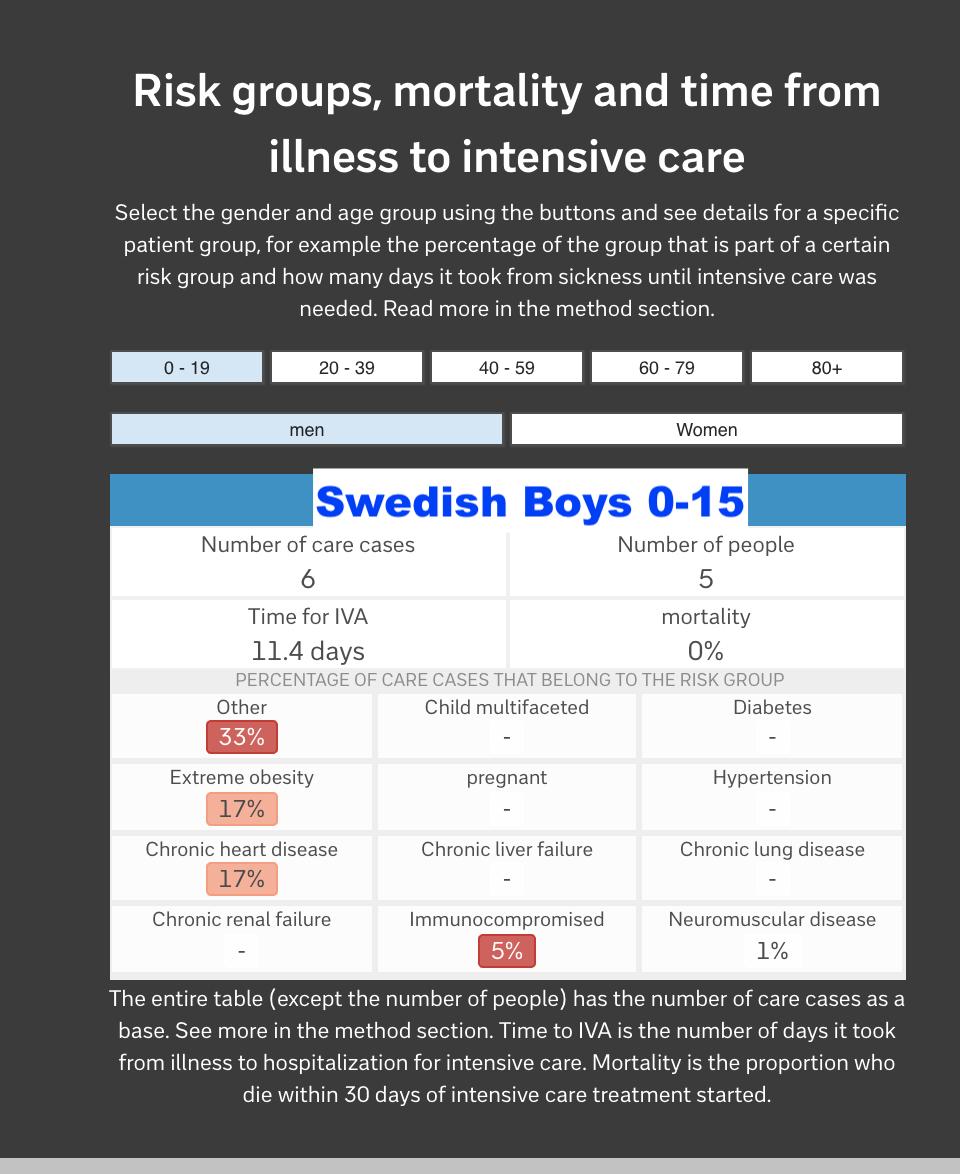 Risk groups, mortality and time from
illness to intensive care
Select the gender and age group using the buttons and see details for a specific
patient group, for example the percentage of the group that is part of a certain
risk group and how many days it took from sickness until intensive care was
needed. Read more in the method section.
0 - 19 20 - 39 40 - 59 60 - 79 80+
men Women
Swedish Boys 0-15
Number of care cases Number of people
6 5
Time for IVA mortality
11.4 days 0%
PERCENTAGE OF CARE CASES THAT BELONG TO THE RISK GROUP
Other Child multifaceted Diabetes
33% - -
Extreme obesity pregnant Hypertension
17% - -
Chronic heart disease Chronic liver failure Chronic lung disease
17% - -
Chronic renal failure Immunocompromised Neuromuscular disease
- 5% 1%
The entire table (except the number of people) has the number of care cases as a
base. See more in the method section. Time to IVA is the number of days it took
from illness to hospitalization for intensive care. Mortality is the proportion who
die within 30 days of intensive care treatment started.